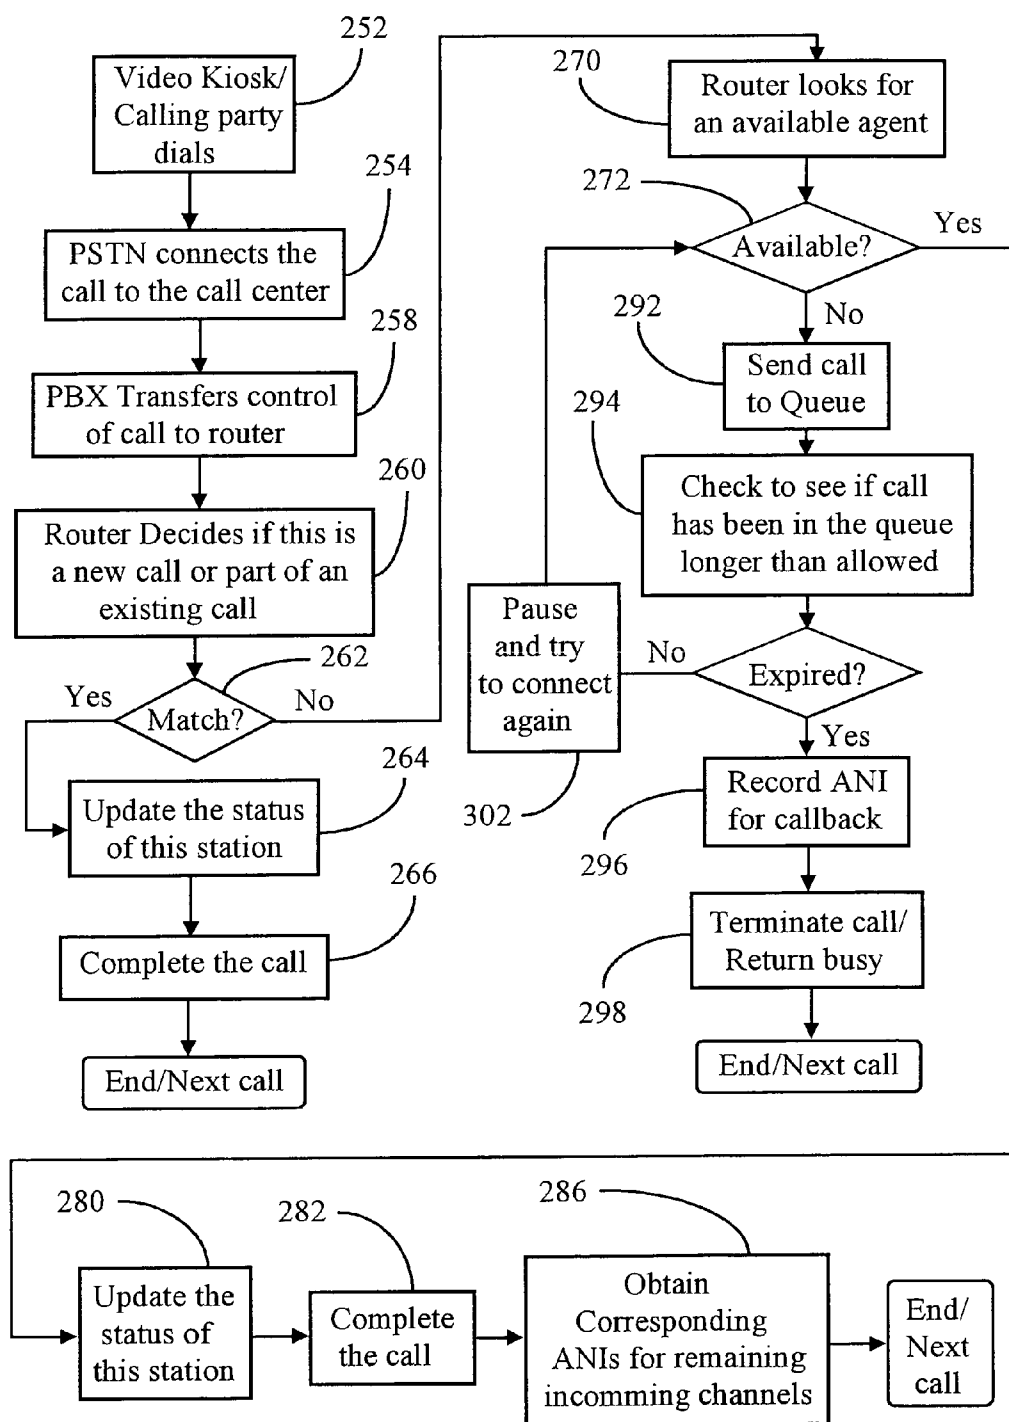 252
Video Kiosk/
Calling party
dials
254
PSTN connects the
call to the call center
258
PBX Transfers control
of call to router
260
Router Decides if this is
a new call or part of an
existing call
262
Yes
Match?
No
264
Update the status
of this station
266
Complete the call
End/Next call
270
Router looks for
an available agent
272
Available?
Yes
No
292
Send call
to Queue
294
Check to see if call
has been in the queue
longer than allowed
Pause
and try
to connect
again
302
No
Expired?
Yes
Record ANI
for callback
296
Terminate call/
Return busy
298
End/Next call
280
Update the
status of
this station
282
Complete
the call
286
Obtain
Corresponding
ANIs for remaining
incomming channels
End/
Next
call